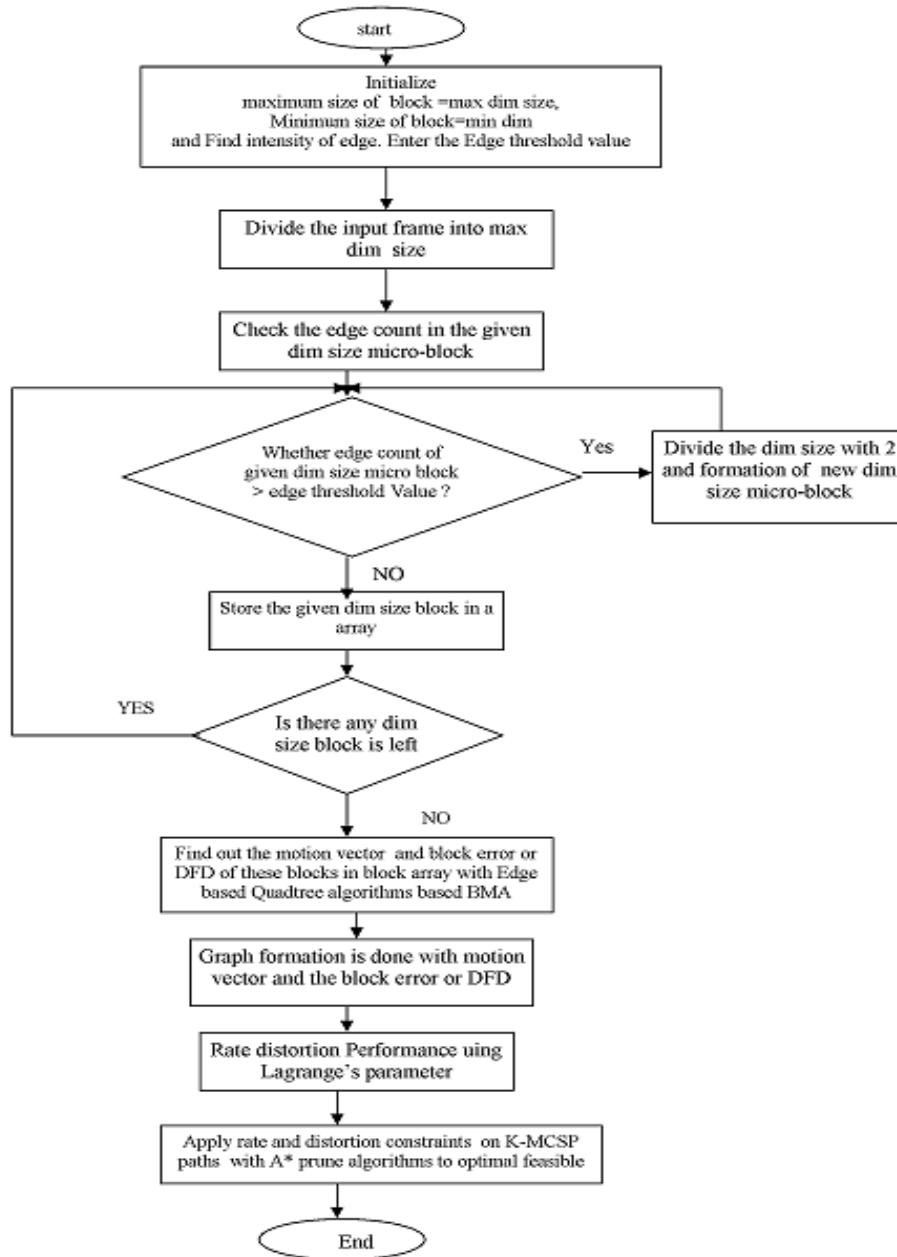 start
Initialize
maximum size of block =max dim size,
Minimum size of block=min dim
and Find intensity of edge. Enter the Edge threshold value
Divide the input frame into max
dim size
Check the edge count in the given
dim size micro-block
Whether edge count of
given dim size micro block
> edge threshold Value ?
Yes
Divide the dim size with 2
and formation of new dim
size micro-block
NO
Store the given dim size block in a
array
YES
Is there any dim
size block is left
NO
Find out the motion vector and block error or
DFD of these blocks in block array with Edge
based Quadtree algorithms based BMA
Graph formation is done with motion
vector and the block error or DFD
Rate distortion Performance uing
Lagrange's parameter
Apply rate and distortion constraints on K-MCSP
paths with A* prune algorithms to optimal feasible
End